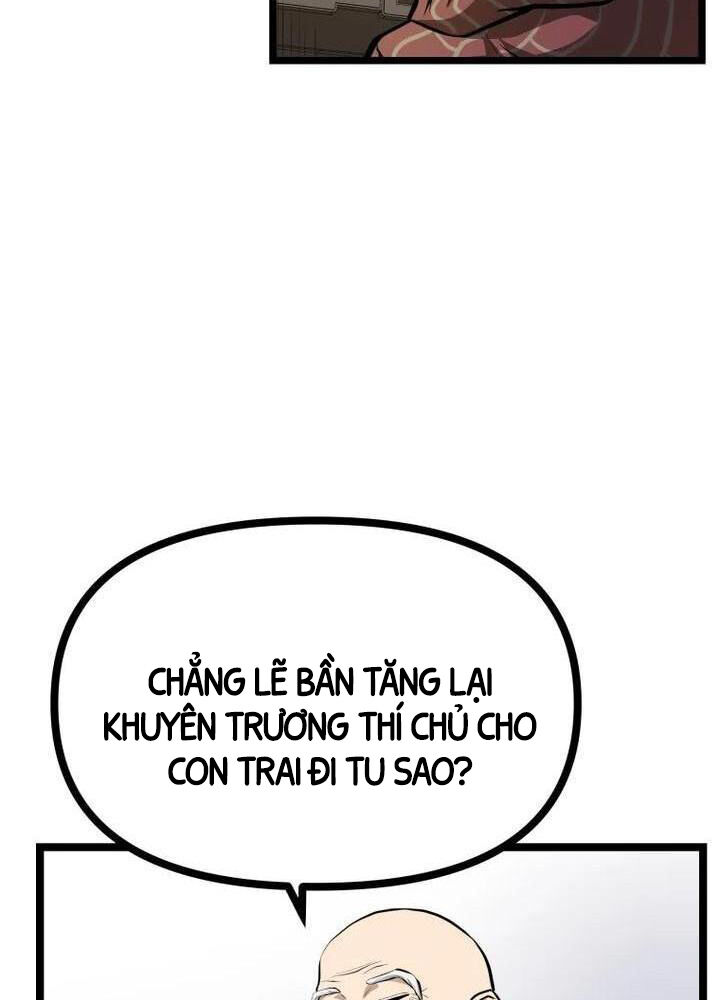 CHẲNG LẼ BẦN TĂNG LẠI
KHUYÊN TRƯƠNG THÍ CHỦ CHO
CON TRAI ĐI TU SAO?